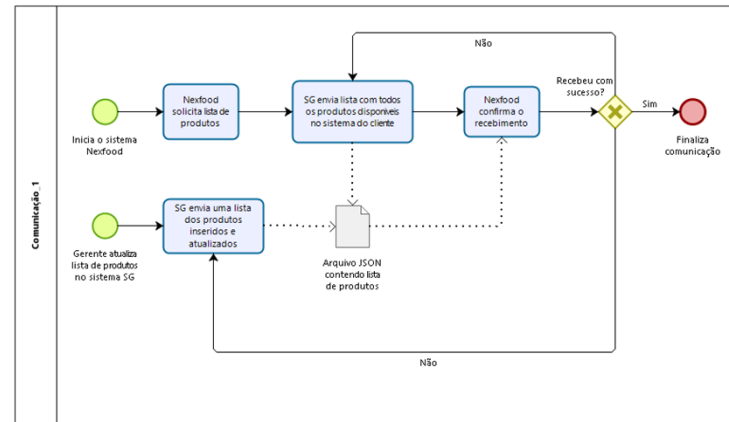 Comunicação_1
Não
Inicia o sistema
Nexfood
Nexfood
solicita lista de
produtos
SG envia lista com todos
os produtos disponíveis
no sistema do cliente
Nexfood
confirma o
recebimento
Recebeu com
sucesso?
Sim
Finaliza
comunicação
Gerente atualiza
lista de produtos
no sistema SG
SG envia uma lista
dos produtos
inseridos e
atualizados
Arquivo JSON
contendo lista
de produtos
Não